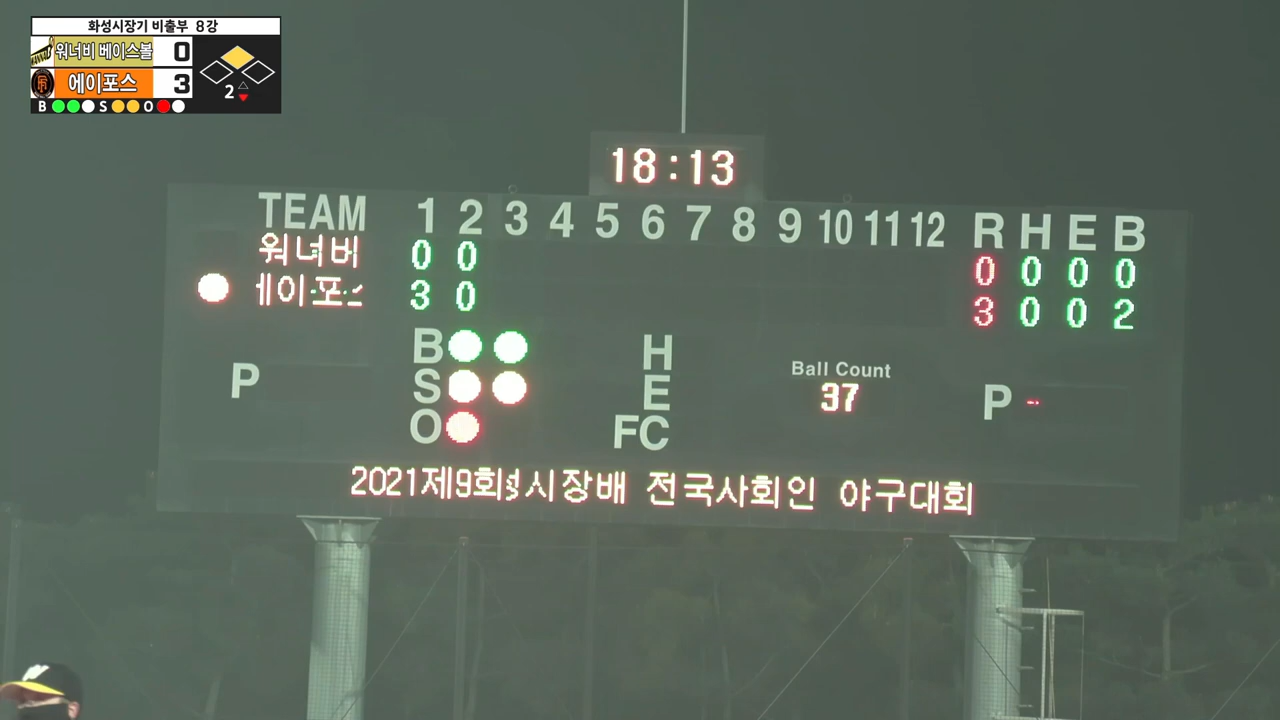 화성시장기 비출부 8강
워너비 베이스볼 0
에이포스 3
2
B S O
18:13
TEAM 1 2 3 4 5 6 7 8 9 10 11 12 R H E B
워너비 0 0 0 0 0 0
에이포스 3 0 3 0 0 2
B H
Ball Count
P S E 37 P
O FC
2021제9회 시장배 전국사회인 야구대회